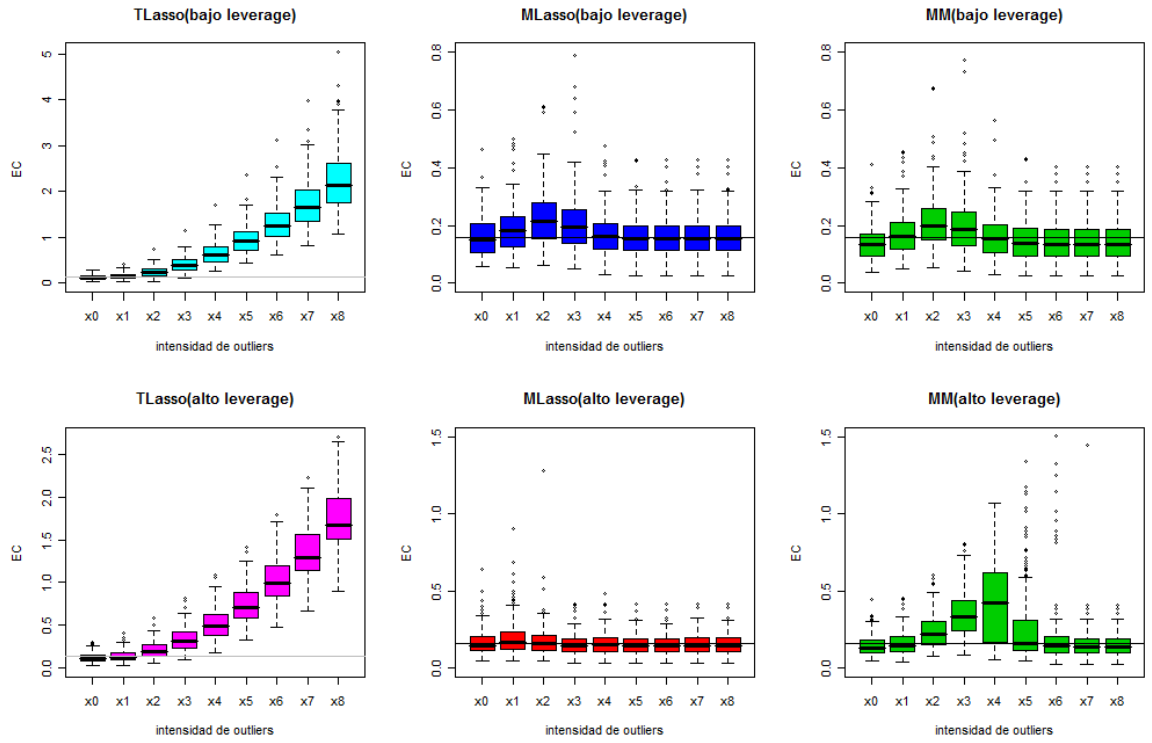 TLasso(bajo leverage)
MLasso(bajo leverage)
MM(bajo leverage)
EC
0 1 2 3 4 5
x0 x1 x2 x3 x4 x5 x6 x7 x8
intensidad de outliers
EC
0.0 0.2 0.4 0.6 0.8
x0 x1 x2 x3 x4 x5 x6 x7 x8
intensidad de outliers
EC
0.0 0.2 0.4 0.6 0.8
x0 x1 x2 x3 x4 x5 x6 x7 x8
intensidad de outliers
TLasso(alto leverage)
MLasso(alto leverage)
MM(alto leverage)
EC
0.0 0.5 1.0 1.5 2.0 2.5
x0 x1 x2 x3 x4 x5 x6 x7 x8
intensidad de outliers
EC
0.0 0.5 1.0 1.5
x0 x1 x2 x3 x4 x5 x6 x7 x8
intensidad de outliers
EC
0.0 0.5 1.0 1.5
x0 x1 x2 x3 x4 x5 x6 x7 x8
intensidad de outliers